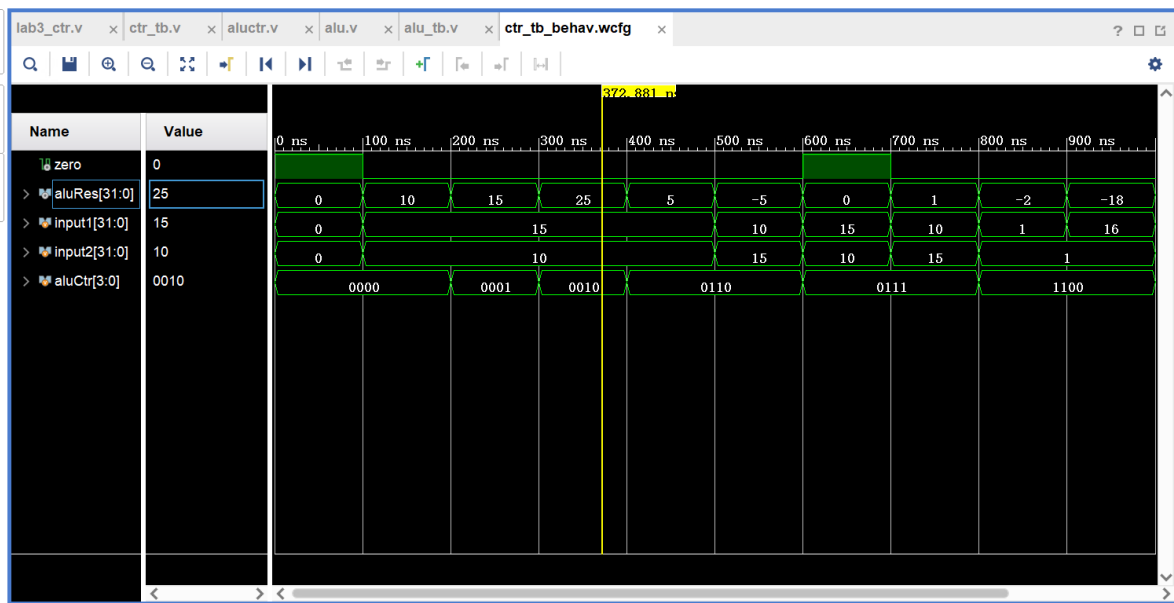 lab3_ctr.v × ctr_tb.v × aluctr.v × alu.v × alu_tb.v × ctr_tb_behav.wcfg ×
372.881 n
Name Value
0 ns 100 ns 200 ns 300 ns 400 ns 500 ns 600 ns 700 ns 800 ns 900 ns
zero 0
aluRes[31:0] 25 0 10 15 25 5 -5 0 1 -2 -18
input1[31:0] 15 0 15 10 15 10 1 16
input2[31:0] 10 0 10 15 10 15 1
aluCtr[3:0] 0010 0000 0001 0010 0110 0111 1100